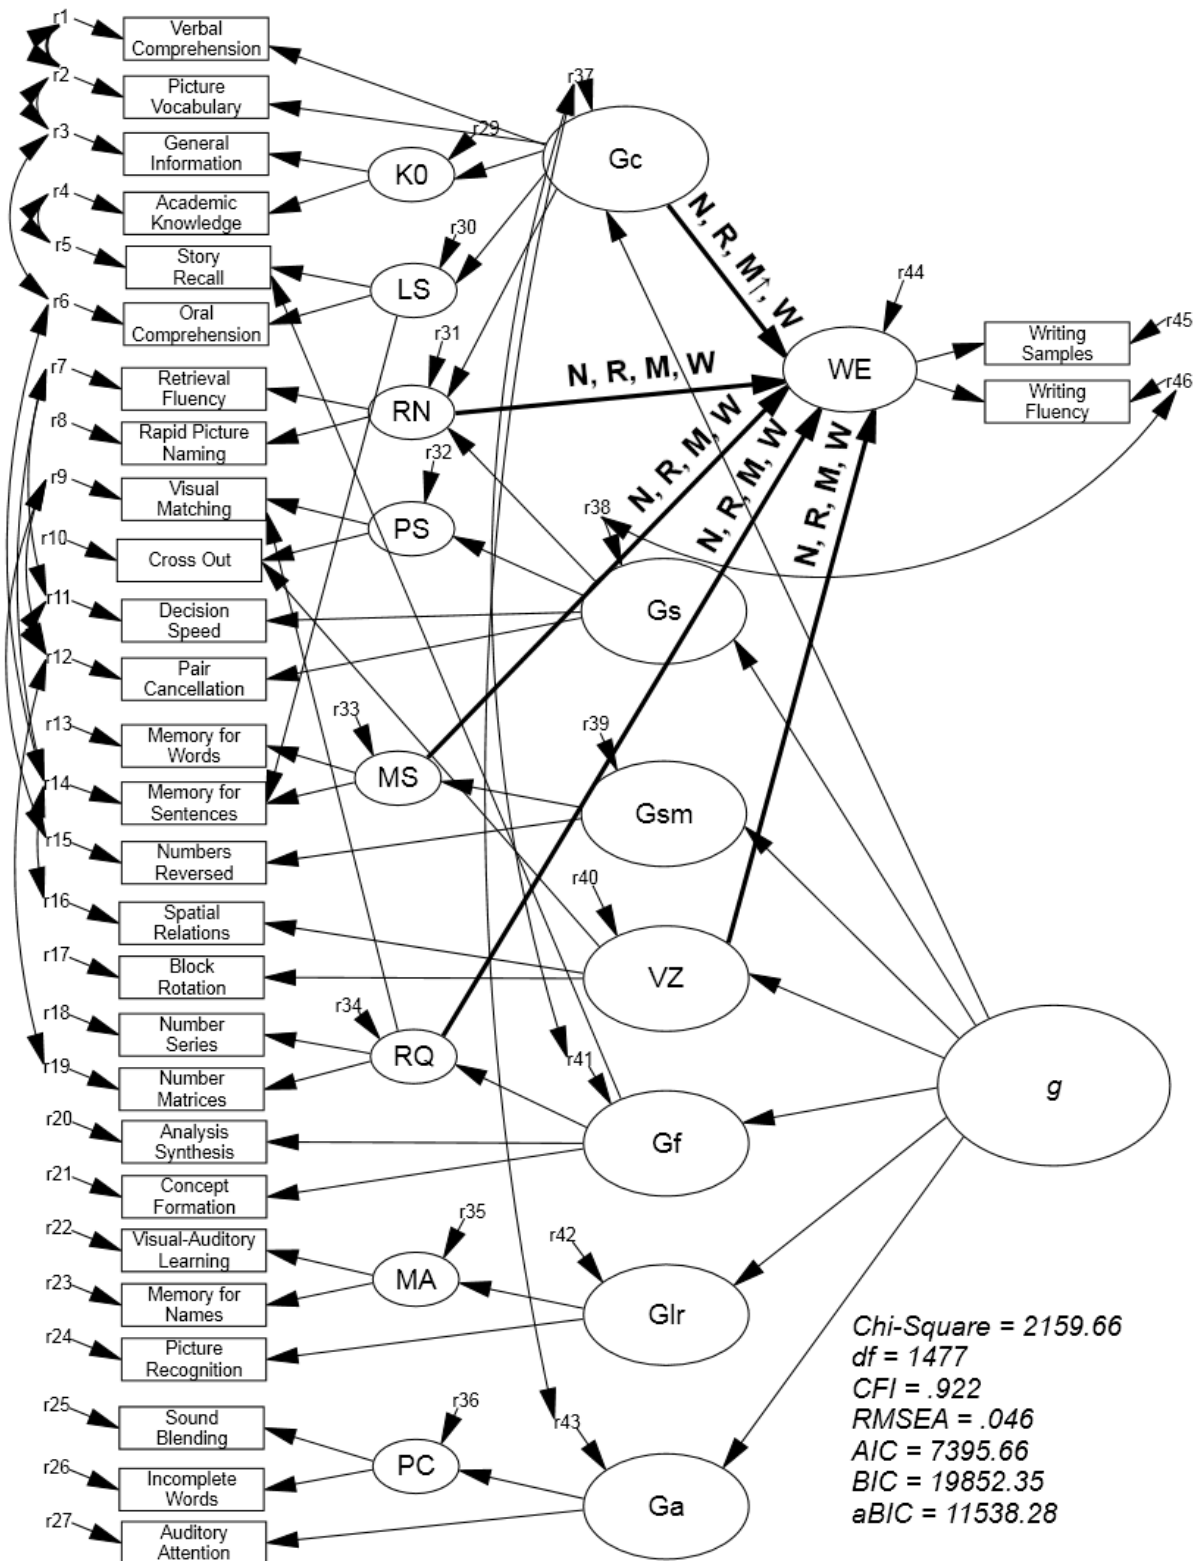 r1
Verbal
Comprehension
r2
Picture
Vocabulary
r3
General
Information
r4
Academic
Knowledge
r5
Story
Recall
r6
Oral
Comprehension
r7
Retrieval
Fluency
r8
Rapid Picture
Naming
r9
Visual
Matching
r10
Cross Out
r11
Decision
Speed
r12
Pair
Cancellation
r13
Memory for
Words
r14
Memory for
Sentences
r15
Numbers
Reversed
r16
Spatial
Relations
r17
Block
Rotation
r18
Number
Series
r19
Number
Matrices
r20
Analysis
Synthesis
r21
Concept
Formation
r22
Visual-Auditory
Learning
r23
Memory for
Names
r24
Picture
Recognition
r25
Sound
Blending
r26
Incomplete
Words
r27
Auditory
Attention
r29
K0
r30
LS
r31
RN
r32
PS
r33
MS
r34
RQ
r35
MA
r36
PC
r37
Gc
r38
Gs
r39
Gsm
r40
VZ
r41
Gf
r42
Glr
r43
Ga
N, R, M↑, W
N, R, M, W
N, R, M, W
N, R, M, W
N, R, M, W
r44
WE
Writing
Samples
r45
Writing
Fluency
r46
g
Chi-Square = 2159.66
df = 1477
CFI = .922
RMSEA = .046
AIC = 7395.66
BIC = 19852.35
aBIC = 11538.28